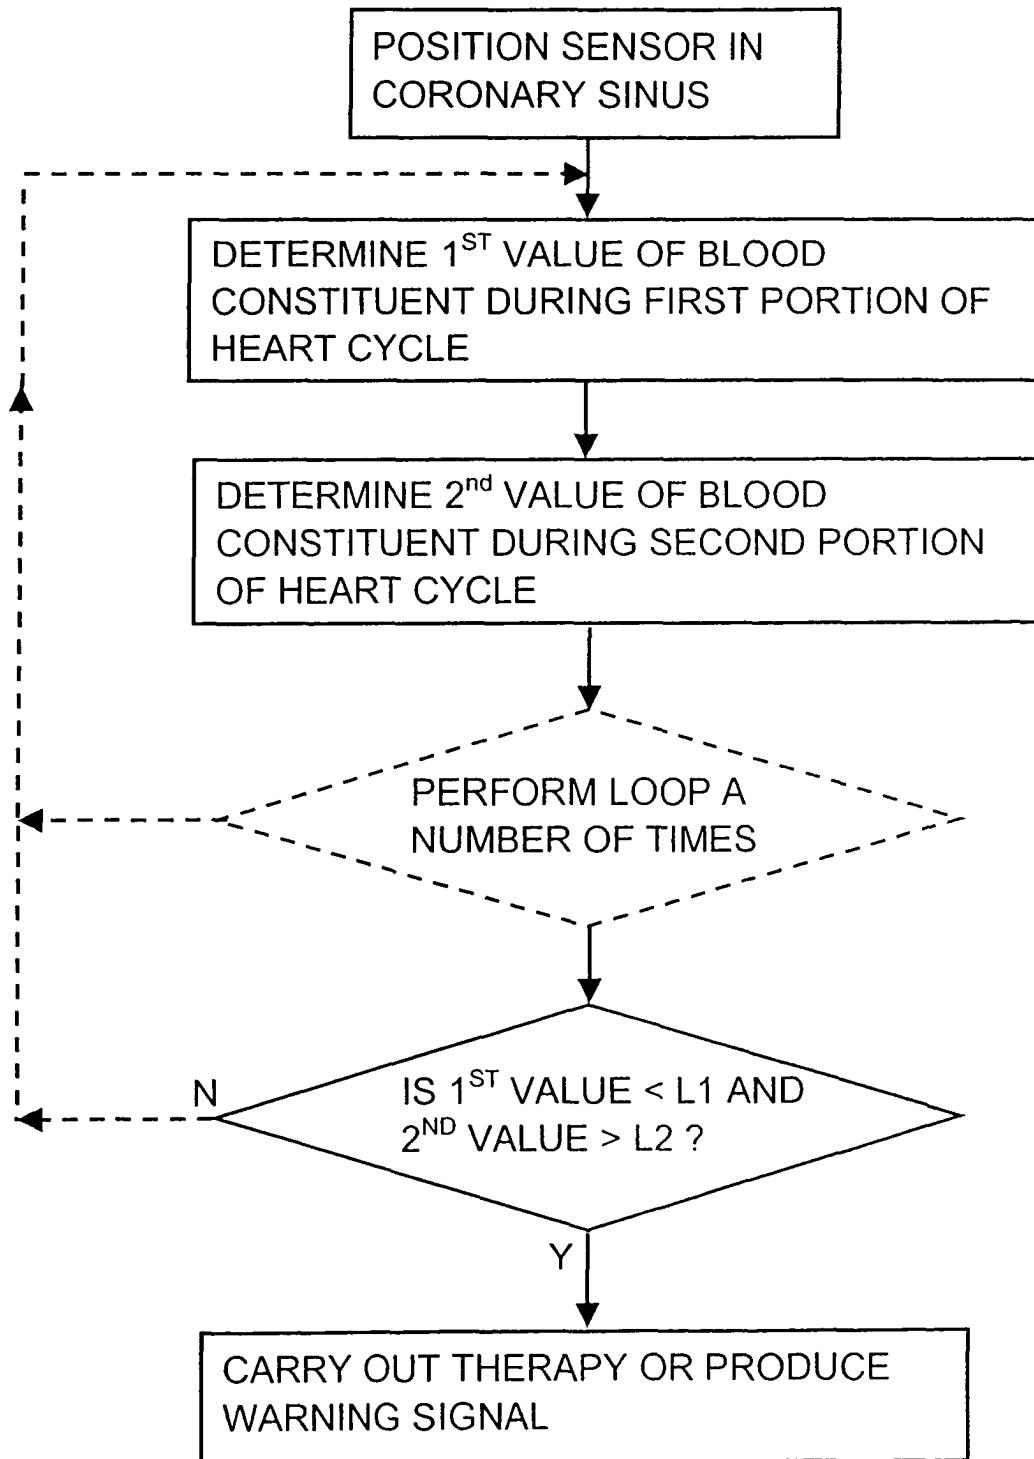 POSITION SENSOR IN
CORONARY SINUS
DETERMINE 1ST VALUE OF BLOOD
CONSTITUENT DURING FIRST PORTION OF
HEART CYCLE
DETERMINE 2nd VALUE OF BLOOD
CONSTITUENT DURING SECOND PORTION
OF HEART CYCLE
PERFORM LOOP A
NUMBER OF TIMES
N
IS 1ST VALUE < L1 AND
2ND VALUE > L2 ?
Y
CARRY OUT THERAPY OR PRODUCE
WARNING SIGNAL